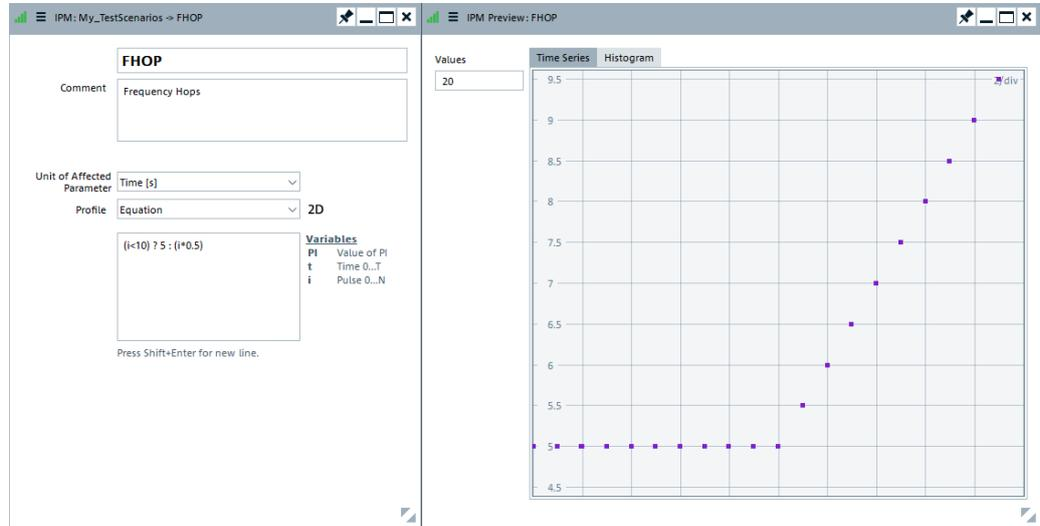 IPM: My_TestScenarios -> FHOP
FHOP
Comment
Frequency Hops
Unit of Affected
Parameter
Time [s]
Profile
Equation
2D
(i<10) ? 5 : (i*0.5)
Variables
PI Value of PI
t Time 0...T
i Pulse 0...N
Press Shift+Enter for new line.
IPM Preview: FHOP
Values
20
Time Series
Histogram
2/div
9.5
9
8.5
8
7.5
7
6.5
6
5.5
5
4.5